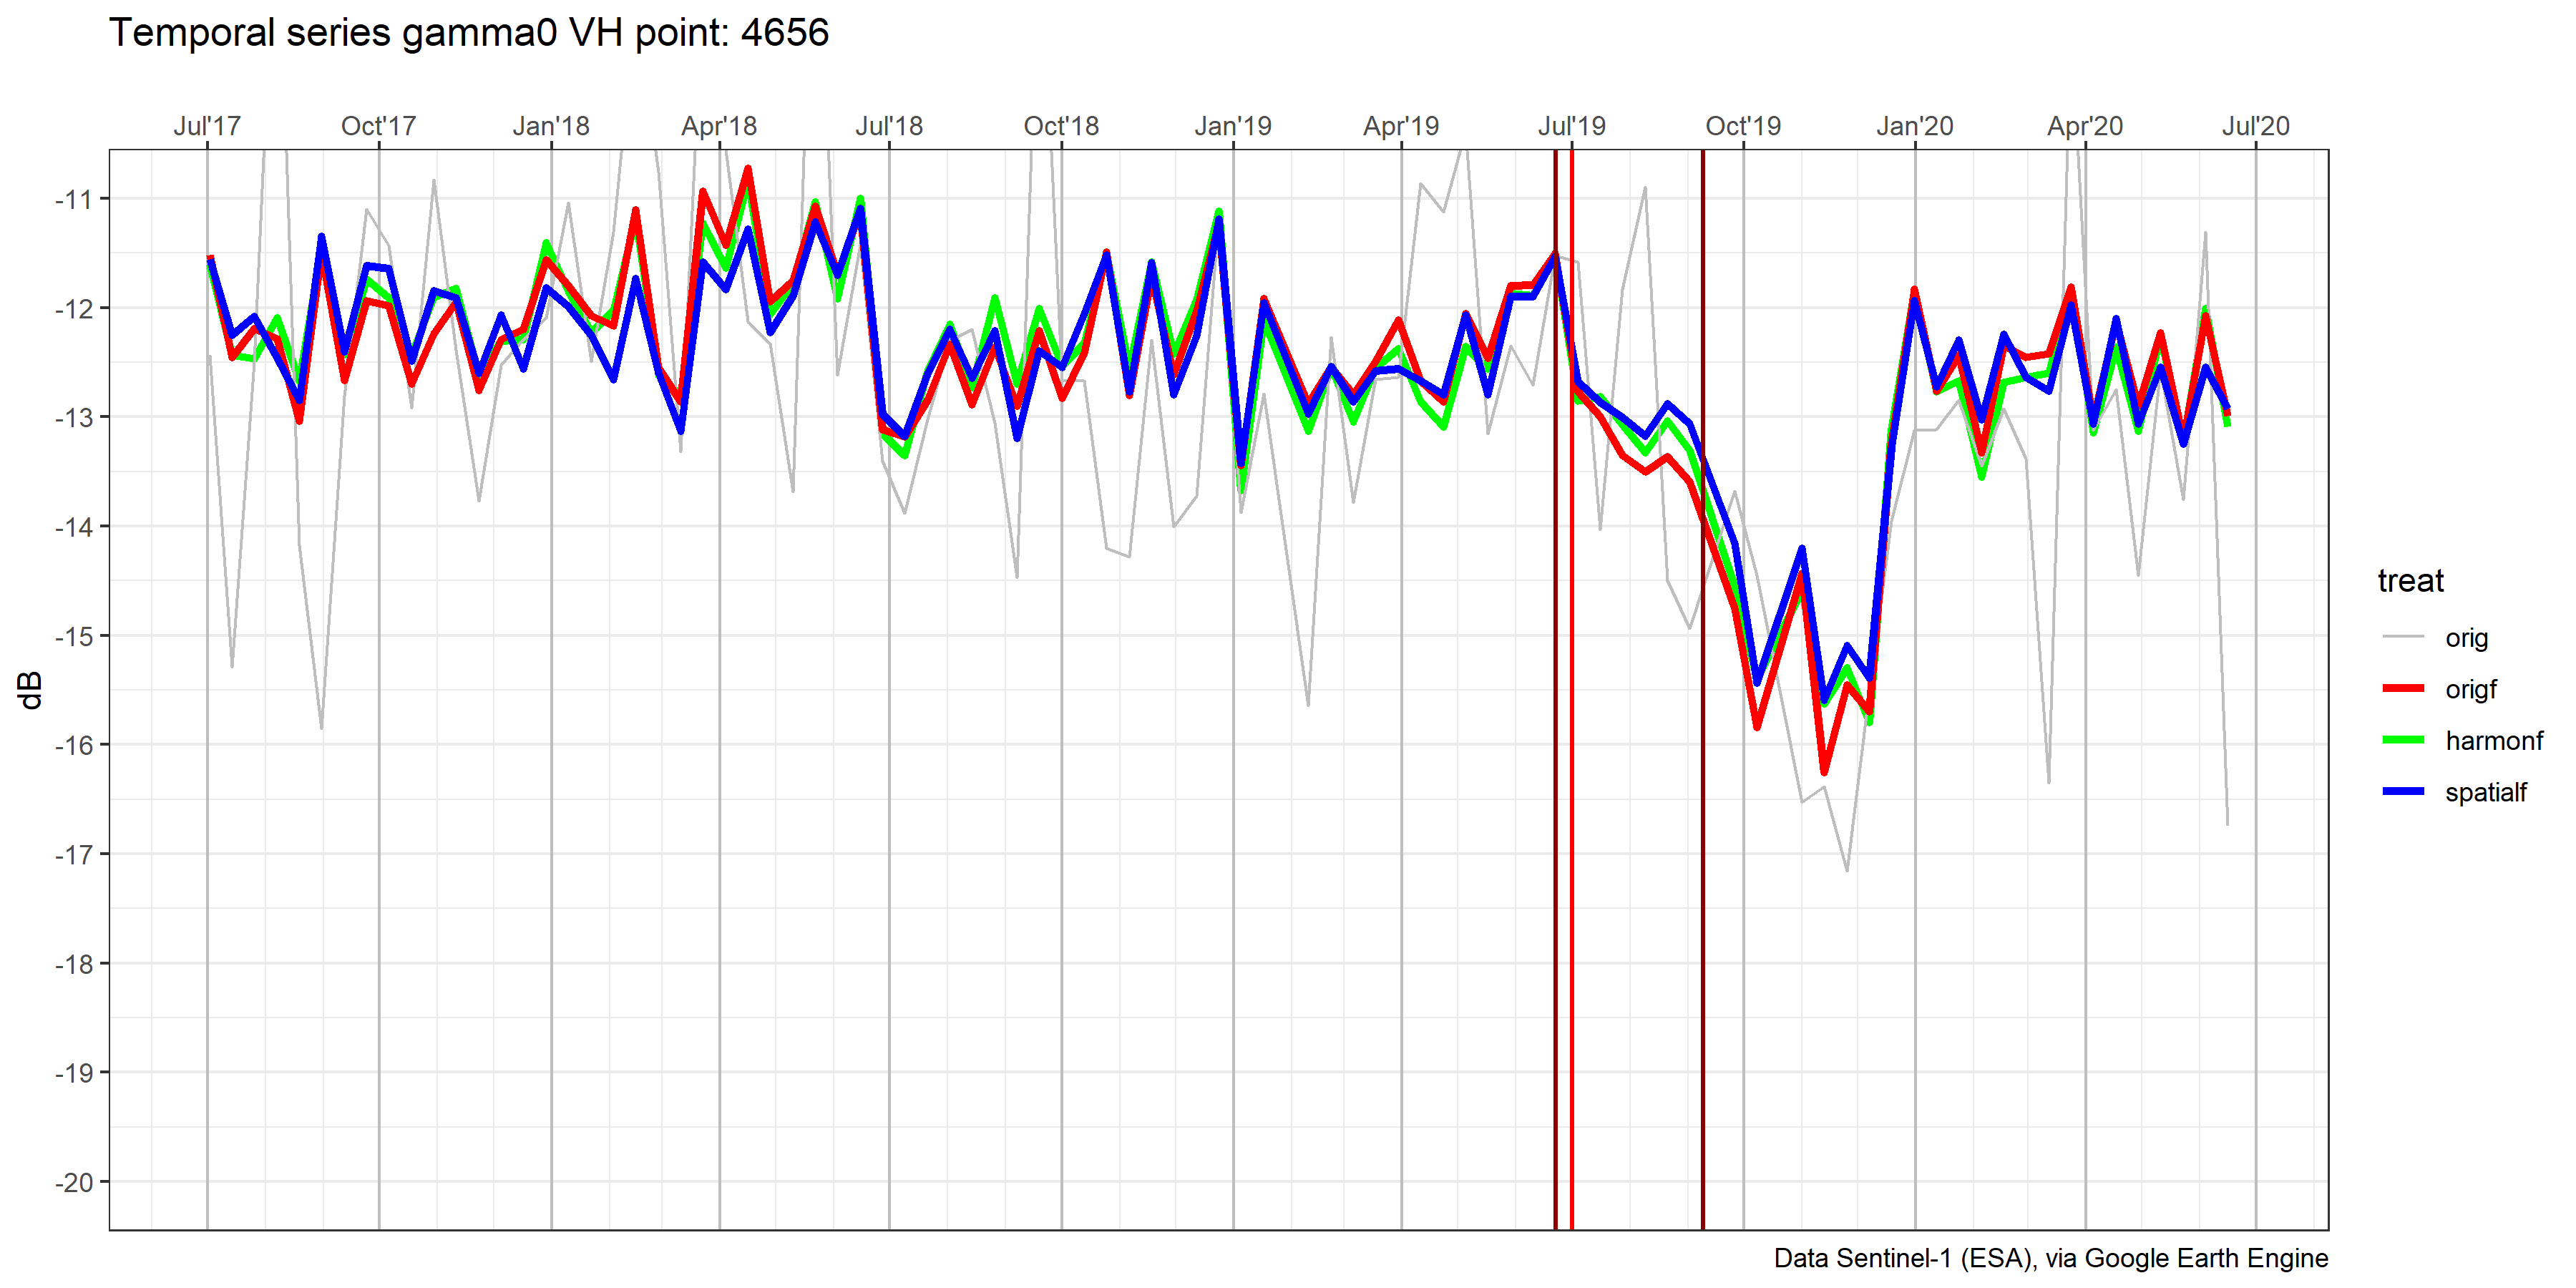 Temporal series gamma0 VH point: 4656
Jul'17 Oct'17 Jan'18 Apr'18 Jul'18 Oct'18 Jan'19 Apr'19 Jul'19 Oct'19 Jan'20 Apr'20 Jul'20
-11
-12
-13
-14
-15
-16
-17
-18
-19
-20
dB
treat
orig
origf
harmonf
spatialf
Data Sentinel-1 (ESA), via Google Earth Engine